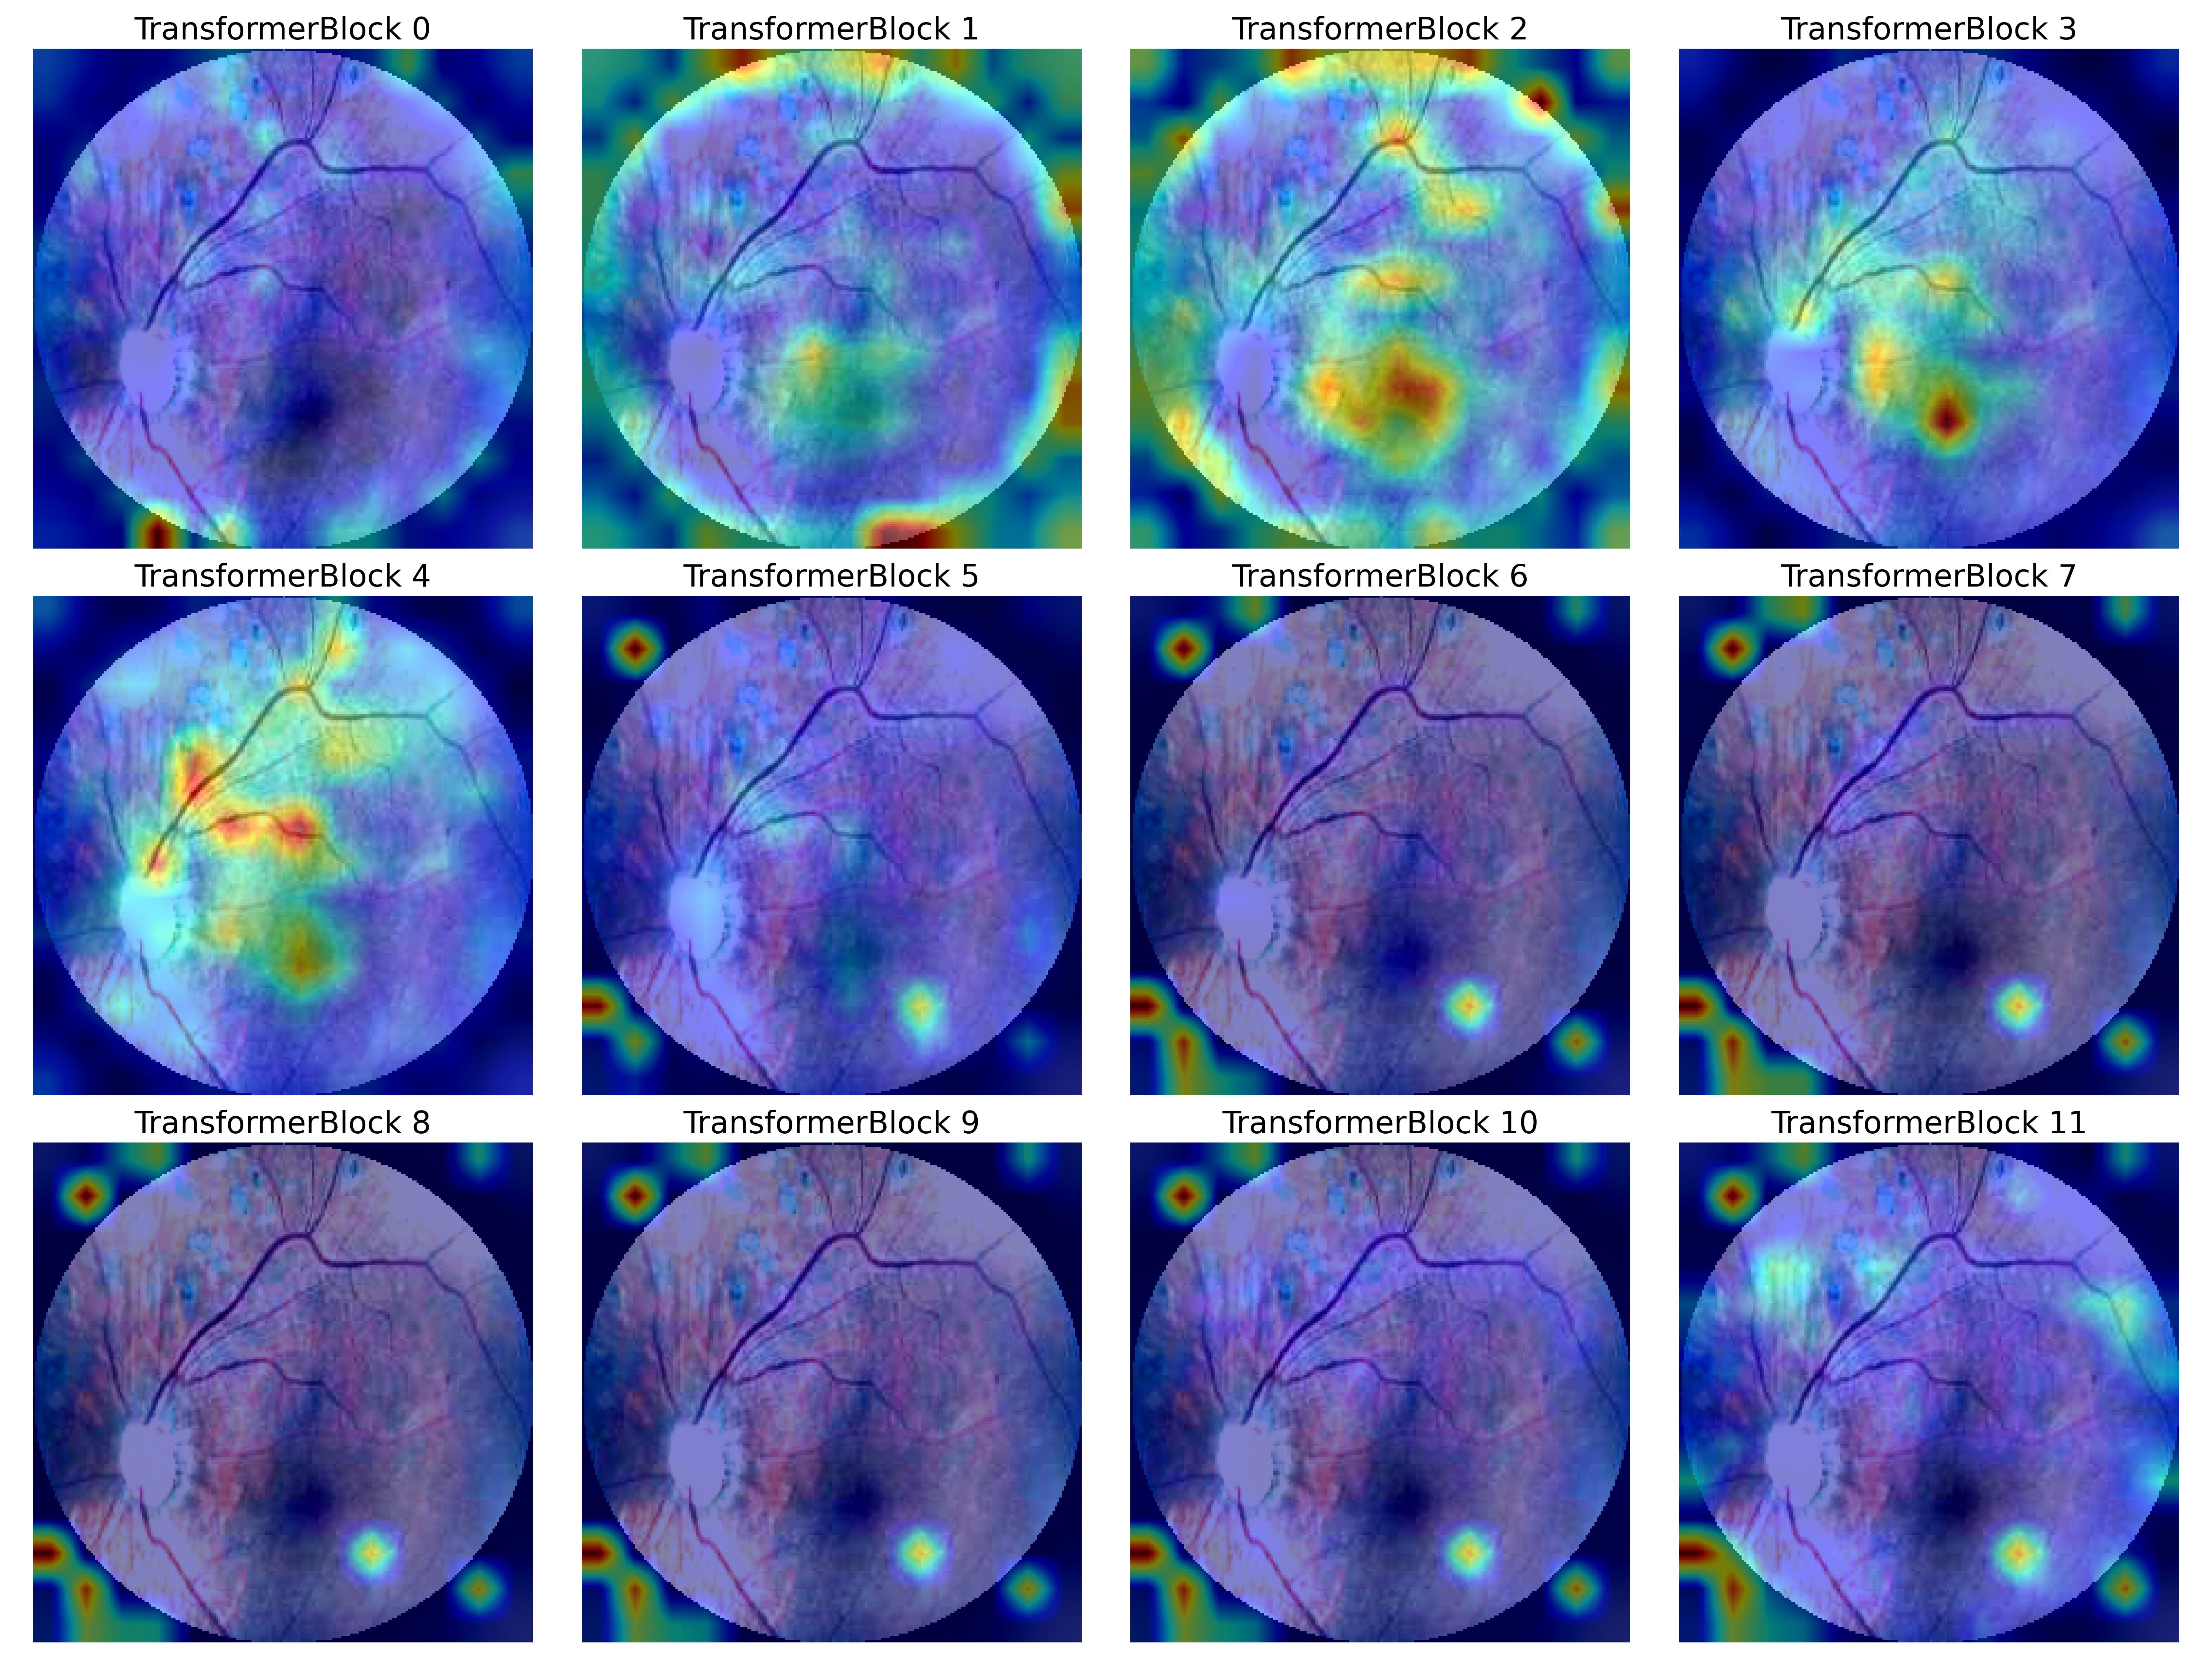 TransformerBlock 0
TransformerBlock 1
TransformerBlock 2
TransformerBlock 3
TransformerBlock 4
TransformerBlock 5
TransformerBlock 6
TransformerBlock 7
TransformerBlock 8
TransformerBlock 9
TransformerBlock 10
TransformerBlock 11